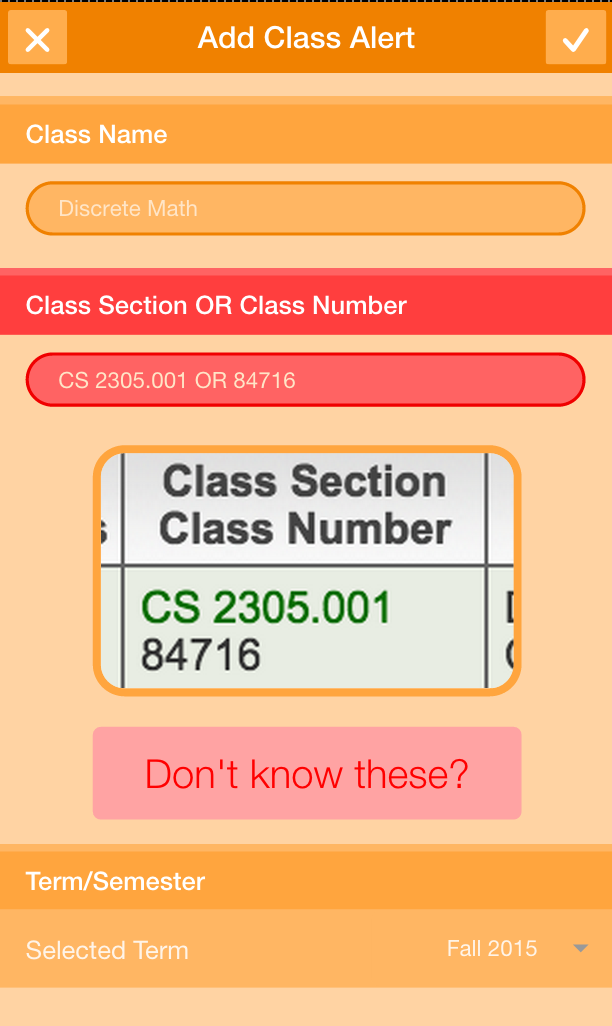 Add Class Alert
Class Name
Discrete Math
Class Section OR Class Number
CS 2305.001 OR 84716
Class Section
Class Number
CS 2305.001
84716
Don't know these?
Term/Semester
Selected Term
Fall 2015